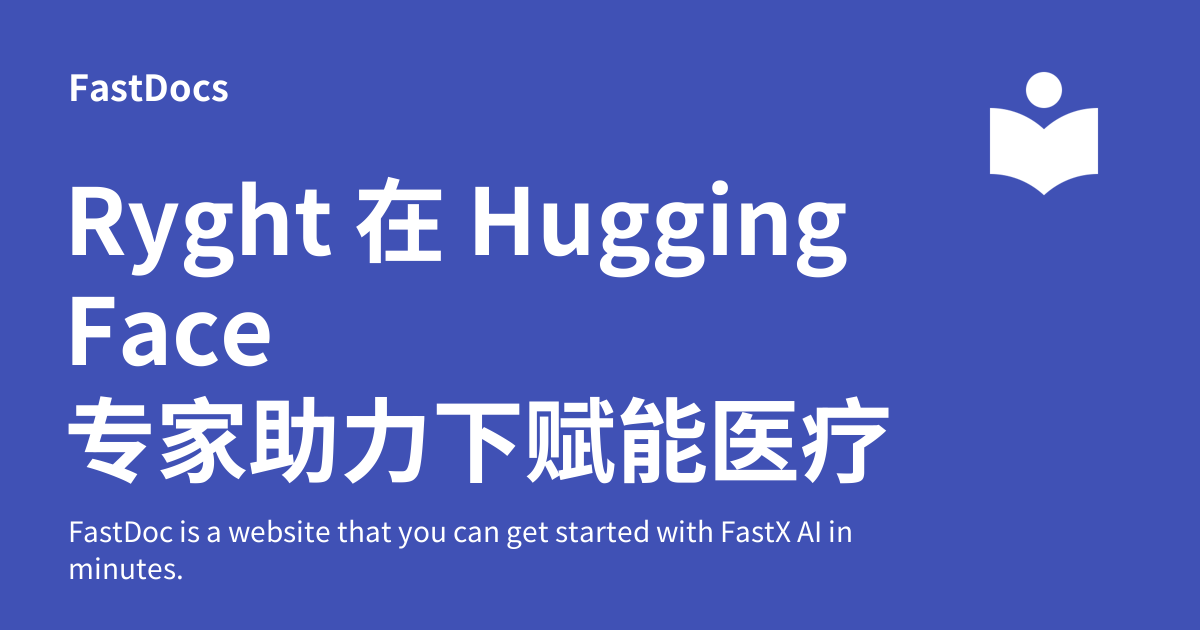 FastDocs
Ryght 在 Hugging
Face
专家助力下赋能医疗
FastDoc is a website that you can get started with FastX AI in
minutes.